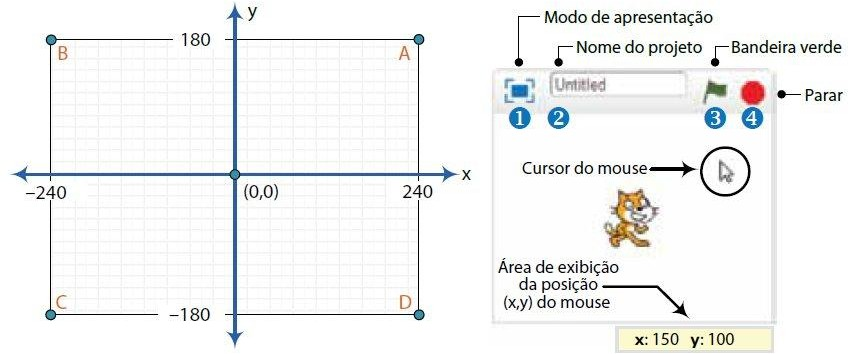 y
B
180
A
x
–240
(0,0)
240
C
–180
D
Modo de apresentação
Nome do projeto
Bandeira verde
Untitled
Parar
1
2
3
4
Cursor do mouse
Área de exibição
da posição
(x,y) do mouse
x: 150 y: 100